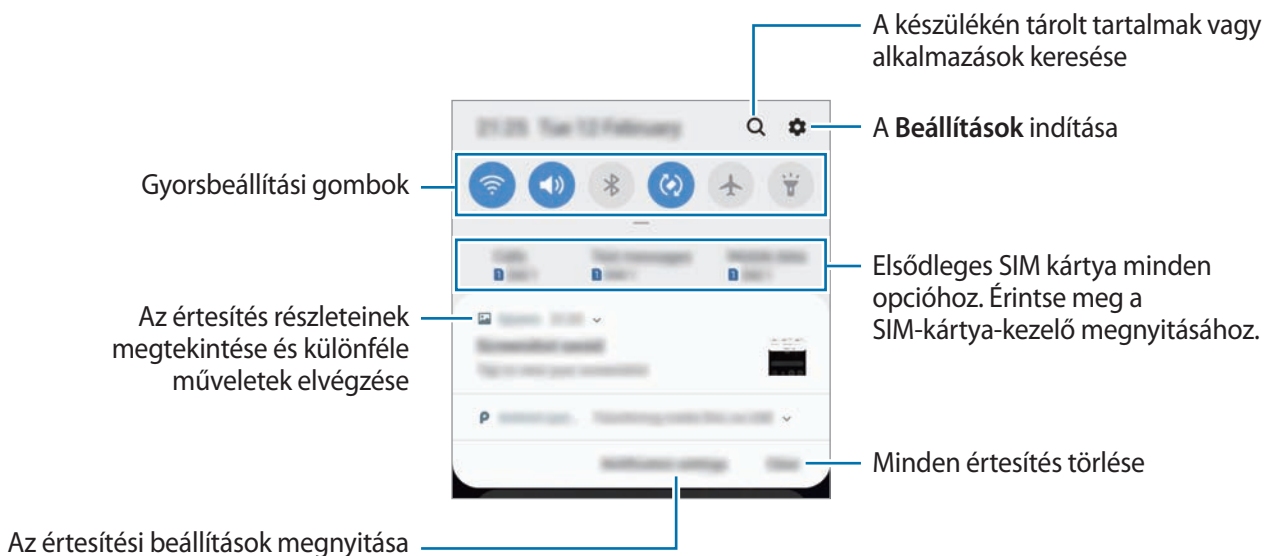 A készülékén tárolt tartalmak vagy
alkalmazások keresése
A Beállítások indítása
Gyorsbeállítási gombok
Elsődleges SIM kártya minden
opcióhoz. Érintse meg a
SIM-kártya-kezelő megnyitásához.
Az értesítés részleteinek
megtekintése és különféle
műveletek elvégzése
Minden értesítés törlése
Az értesítési beállítások megnyitása